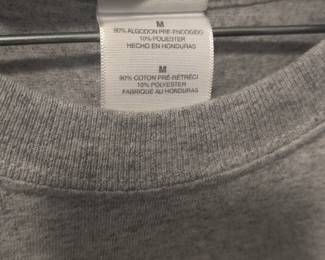 M
90% ALGODON PRE-ENCOGIDO
10% POLIESTER
HECHO EN HONDURAS
M
90% COTON PRÉ-RÉTRÉCI
10% POLYESTER
FABRIQUÉ AU HONDURAS